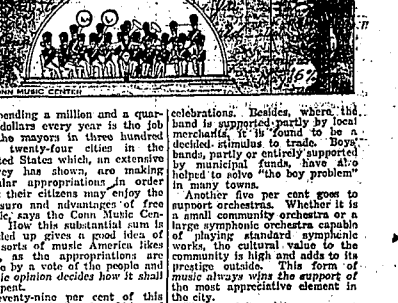 CONN MUSIC CENTER
pending a million and a quar-
dollars every year is the job
the mayors in three hundred
twenty-four cities in the
ted States which, an extensive
vey has shown, are making
ular appropriations in order
their citizens may enjoy the
sure and advantages of free
ic, says the Conn Music Cen-
How this substantial sum is
ded up gives a good idea of
sorts of music America likes
as the appropriations are
e by a vote of the people and
lic opinion decides how it shall
pent.
eventy-nine per cent of this
celebrations. Besides, where the
band is supported partly by local
merchants, it is found to be a
decided stimulus to trade. Boys'
bands, partly or entirely supported
by municipal funds, have also
helped to solve "the boy problem"
in many towns.
Another five per cent goes to
support orchestras. Whether it is
a small community orchestra or a
large symphonic orchestra capable
of playing standard symphonic
works, the cultural value to the
community is high and adds to its
prestige outside. This form of
music always wins the support of
the most appreciative element in
the city.